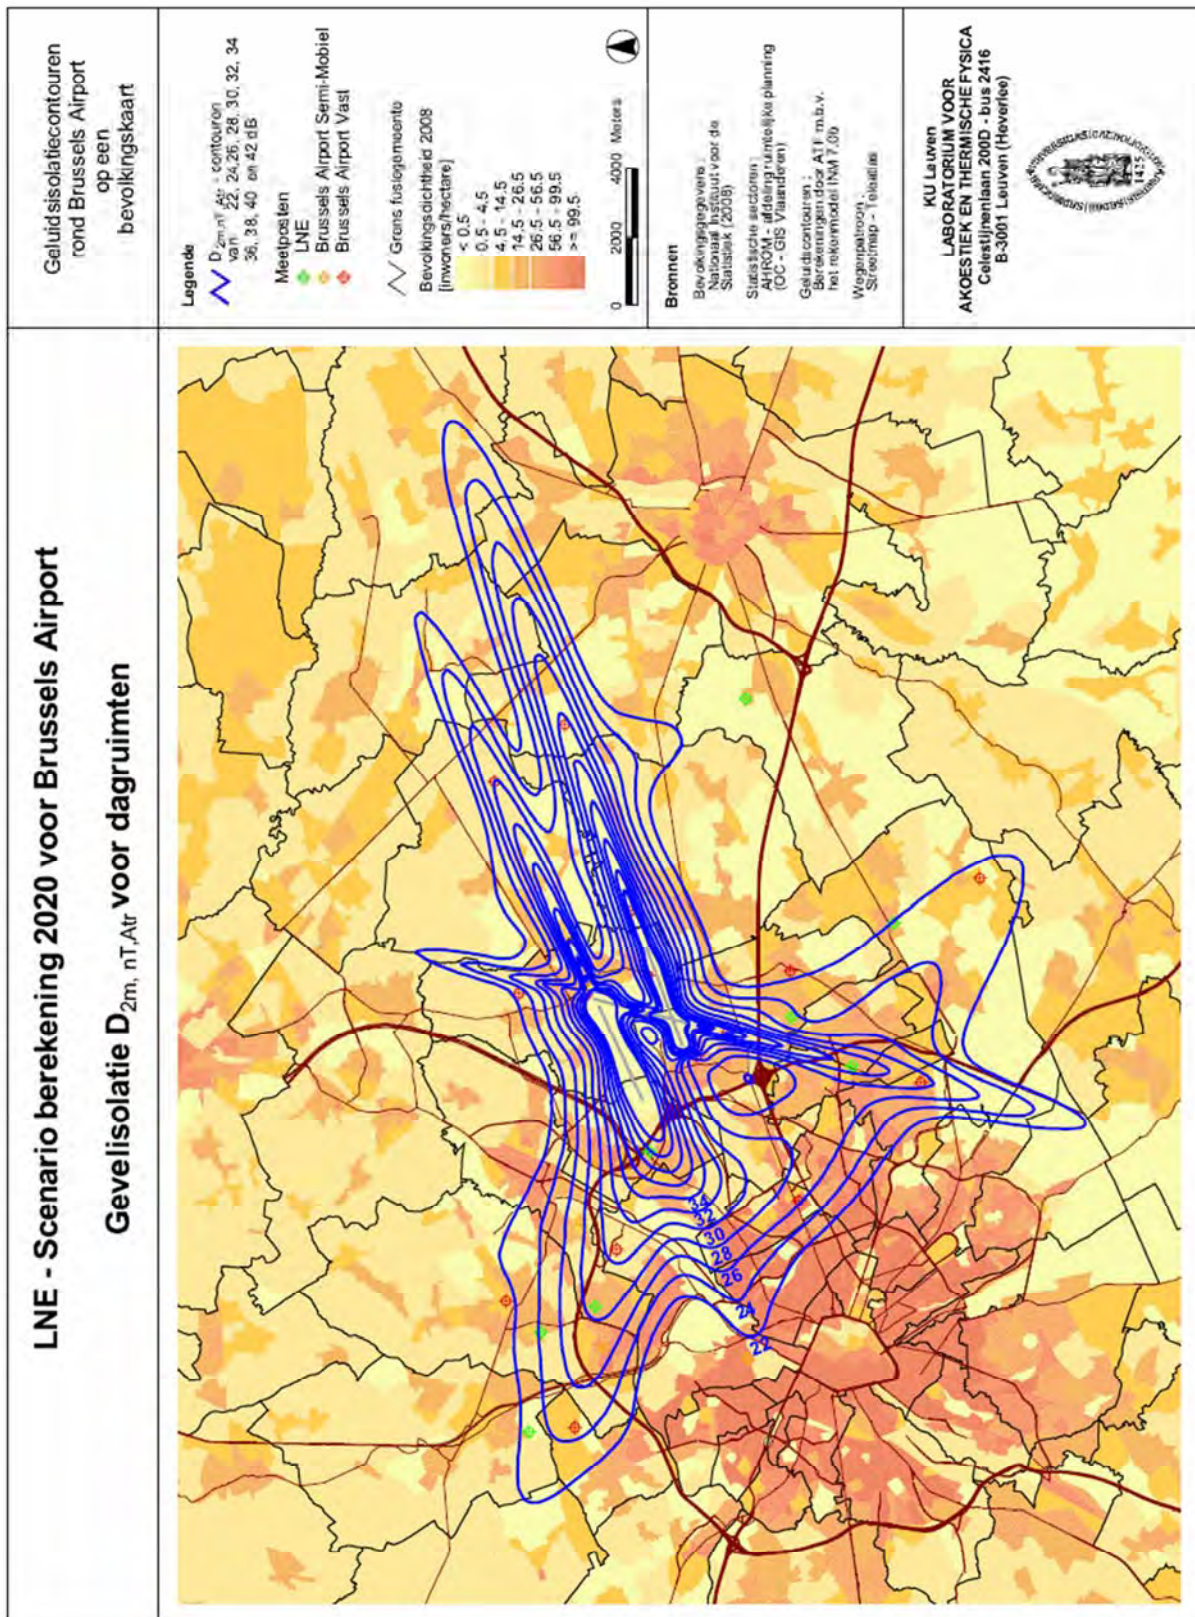 LNE - Scenario berekening 2020 voor Brussels Airport
Gevelisolatie D2m, nT,Atr voor dagruimten
Geluidsisolatiecontouren
rond Brussels Airport
op een
bevolkingskaart
Legende
D2m,nT,Atr - contouren
van 22, 24,26, 28, 30, 32, 34
36, 38, 40 en 42 dB
Meetposten
LNE
Brussels Airport Semi-Mobiel
Brussels Airport Vast
Grens fusiegemeente
Bevolkingsdichtheid 2008
[inwoners/hectare]
< 0.5
0.5 - 4.5
4.5 - 14.5
14.5 - 26.5
26.5 - 56.5
56.5 - 99.5
>= 99.5
0 2000 4000 Meters
Bronnen
Bevolkingsgegevens :
Nationaal Instituut voor de
Statistiek (2008)
Statistische sectoren :
AHROM - afdeling ruimtelijke planning
(OC - GIS Vlaanderen)
Geluidscontouren :
Berekeningen door ATF m.b.v.
het rekenmodel INM 7.0b
Wegenpatroon :
Streetmap - Teleatlas
KU Leuven
LABORATORIUM VOOR
AKOESTIEK EN THERMISCHE FYSICA
Celestijnenlaan 200D - bus 2416
B-3001 Leuven (Heverlee)
1425
34
32
30
28
26
24
22